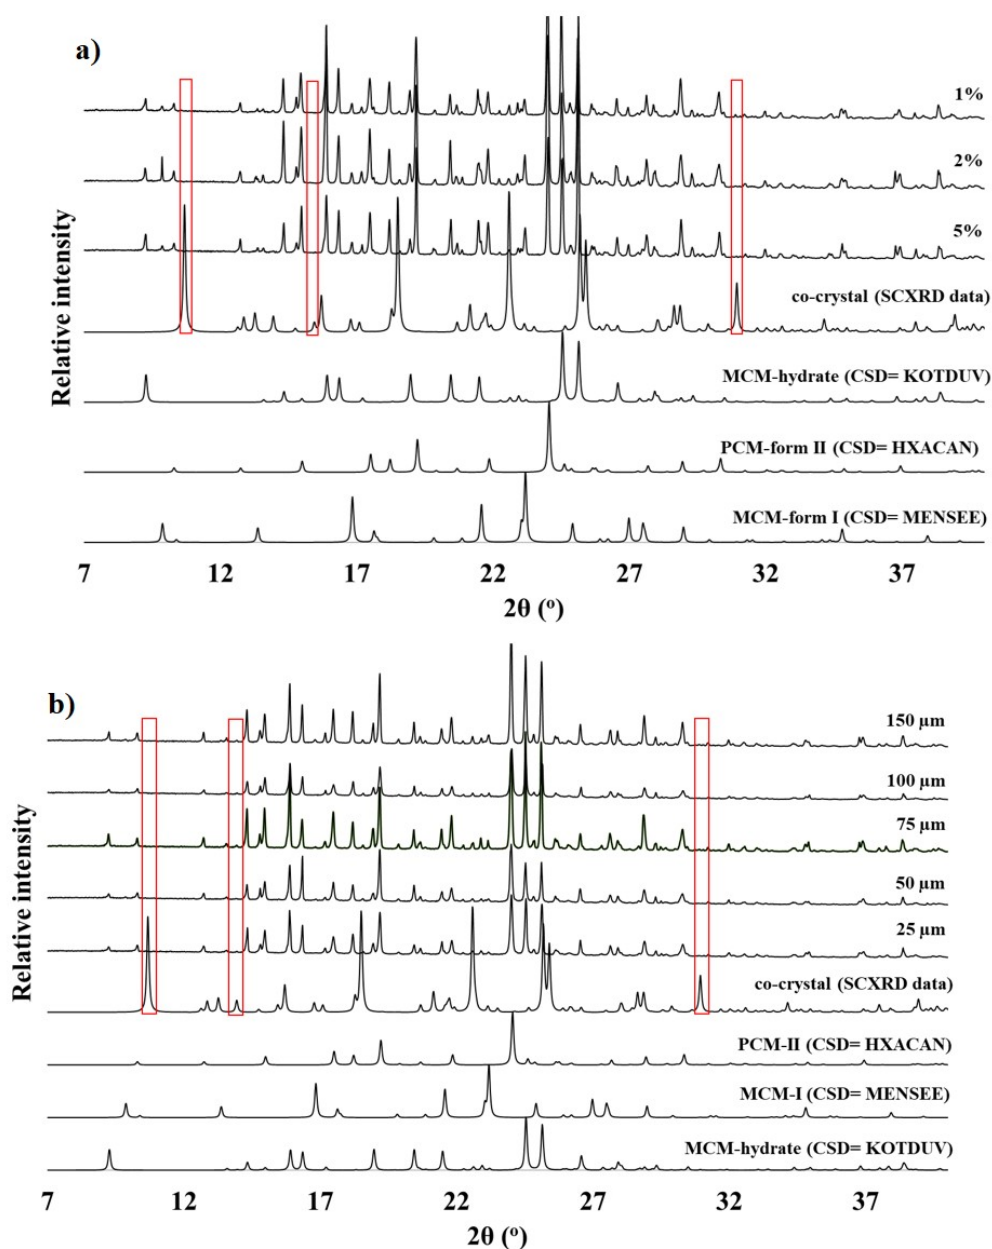 a)
1%
2%
5%
co-crystal (SCXRD data)
MCM-hydrate (CSD= KOTDUV)
PCM-form II (CSD= HXACAN)
MCM-form I (CSD= MENSEE)
Relative intensity
7 12 17 22 27 32 37
2θ (º)
b)
150 µm
100 µm
75 µm
50 µm
25 µm
co-crystal (SCXRD data)
PCM-II (CSD= HXACAN)
MCM-I (CSD= MENSEE)
MCM-hydrate (CSD= KOTDUV)
Relative intensity
7 12 17 22 27 32 37
2θ (º)